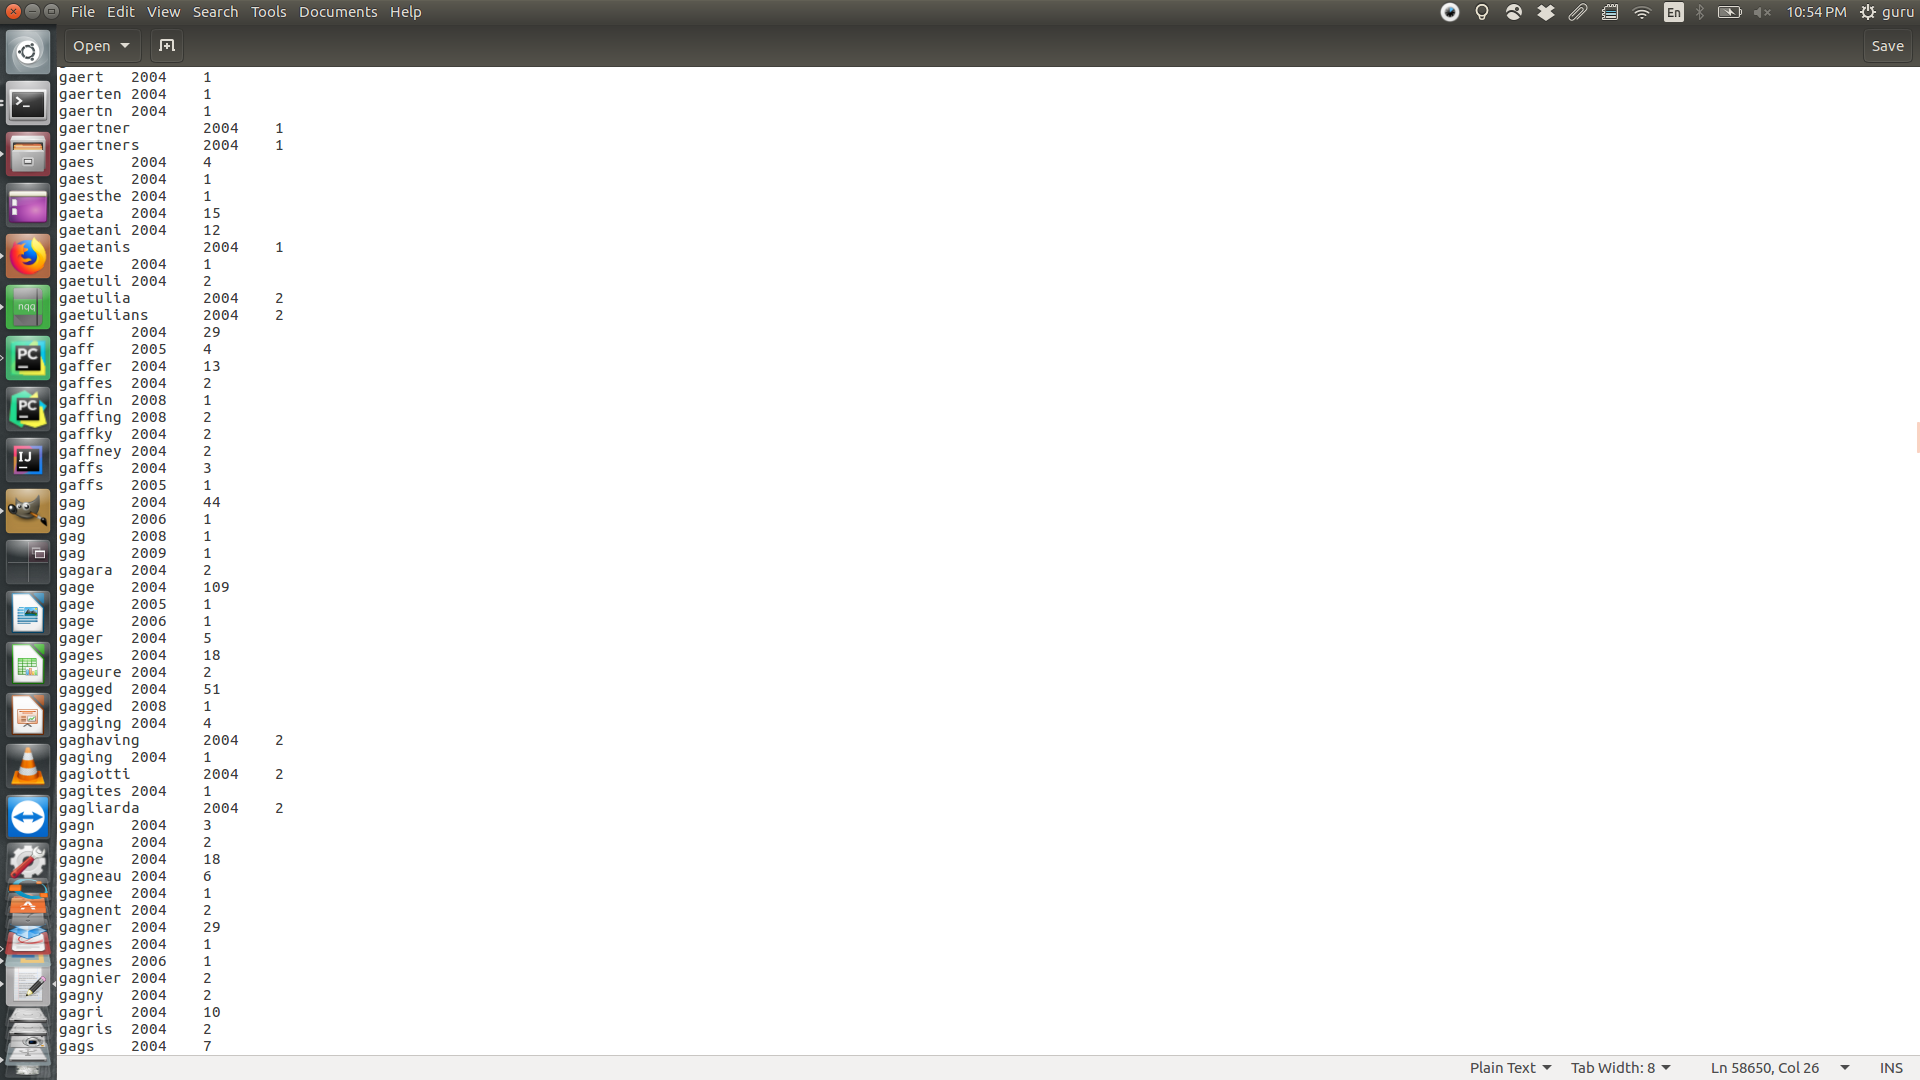 File Edit View Search Tools Documents Help En 10:54 PM guru
Open Save
gaert 2004 1
gaerten 2004 1
gaertn 2004 1
gaertner 2004 1
gaertners 2004 1
gaes 2004 4
gaest 2004 1
gaesthe 2004 1
gaeta 2004 15
gaetani 2004 12
gaetanis 2004 1
gaete 2004 1
gaetuli 2004 2
gaetulia 2004 2
gaetulians 2004 2
gaff 2004 29
gaff 2005 4
gaffer 2004 13
gaffes 2004 2
gaffin 2008 1
gaffing 2008 2
gaffky 2004 2
gaffney 2004 2
gaffs 2004 3
gaffs 2005 1
gag 2004 44
gag 2006 1
gag 2008 1
gag 2009 1
gagara 2004 2
gage 2004 109
gage 2005 1
gage 2006 1
gager 2004 5
gages 2004 18
gageure 2004 2
gagged 2004 51
gagged 2008 1
gagging 2004 4
gaghaving 2004 2
gaging 2004 1
gagiotti 2004 2
gagites 2004 1
gagliarda 2004 2
gagn 2004 3
gagna 2004 2
gagne 2004 18
gagneau 2004 6
gagnee 2004 1
gagnent 2004 2
gagner 2004 29
gagnes 2004 1
gagnes 2006 1
gagnier 2004 2
gagny 2004 2
gagri 2004 10
gagris 2004 2
gags 2004 7
nqq
PC
PC
IJ
Plain Text Tab Width: 8 Ln 58650, Col 26 INS